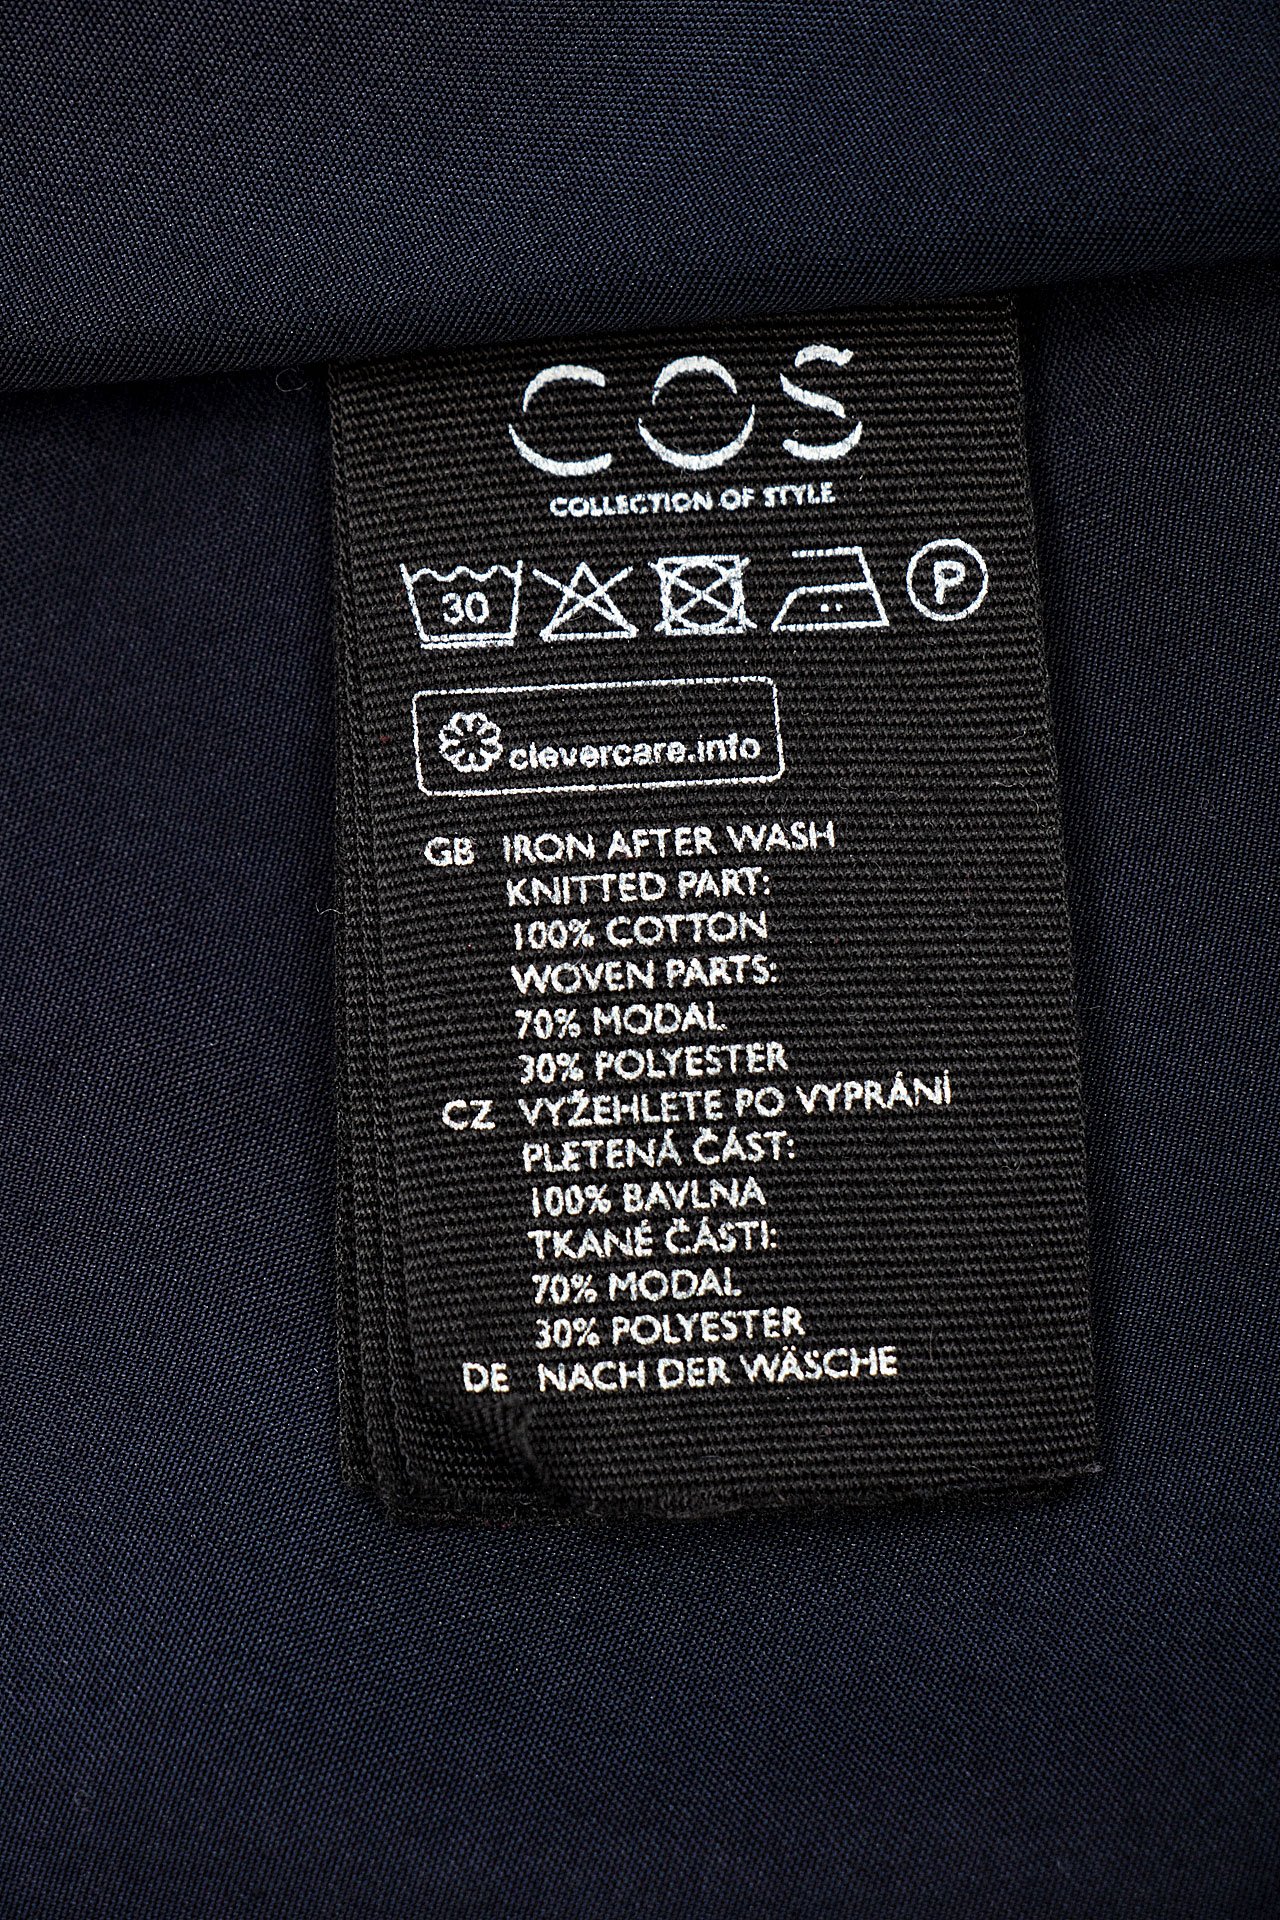 COS
COLLECTION OF STYLE
30
P
clevercare.info
GB IRON AFTER WASH
KNITTED PART:
100% COTTON
WOVEN PARTS:
70% MODAL
30% POLYESTER
CZ VYŽEHLETE PO VYPRÁNÍ
PLETENÁ ČÁST:
100% BAVLNA
TKANÉ ČÁSTI:
70% MODAL
30% POLYESTER
DE NACH DER WÄSCHE